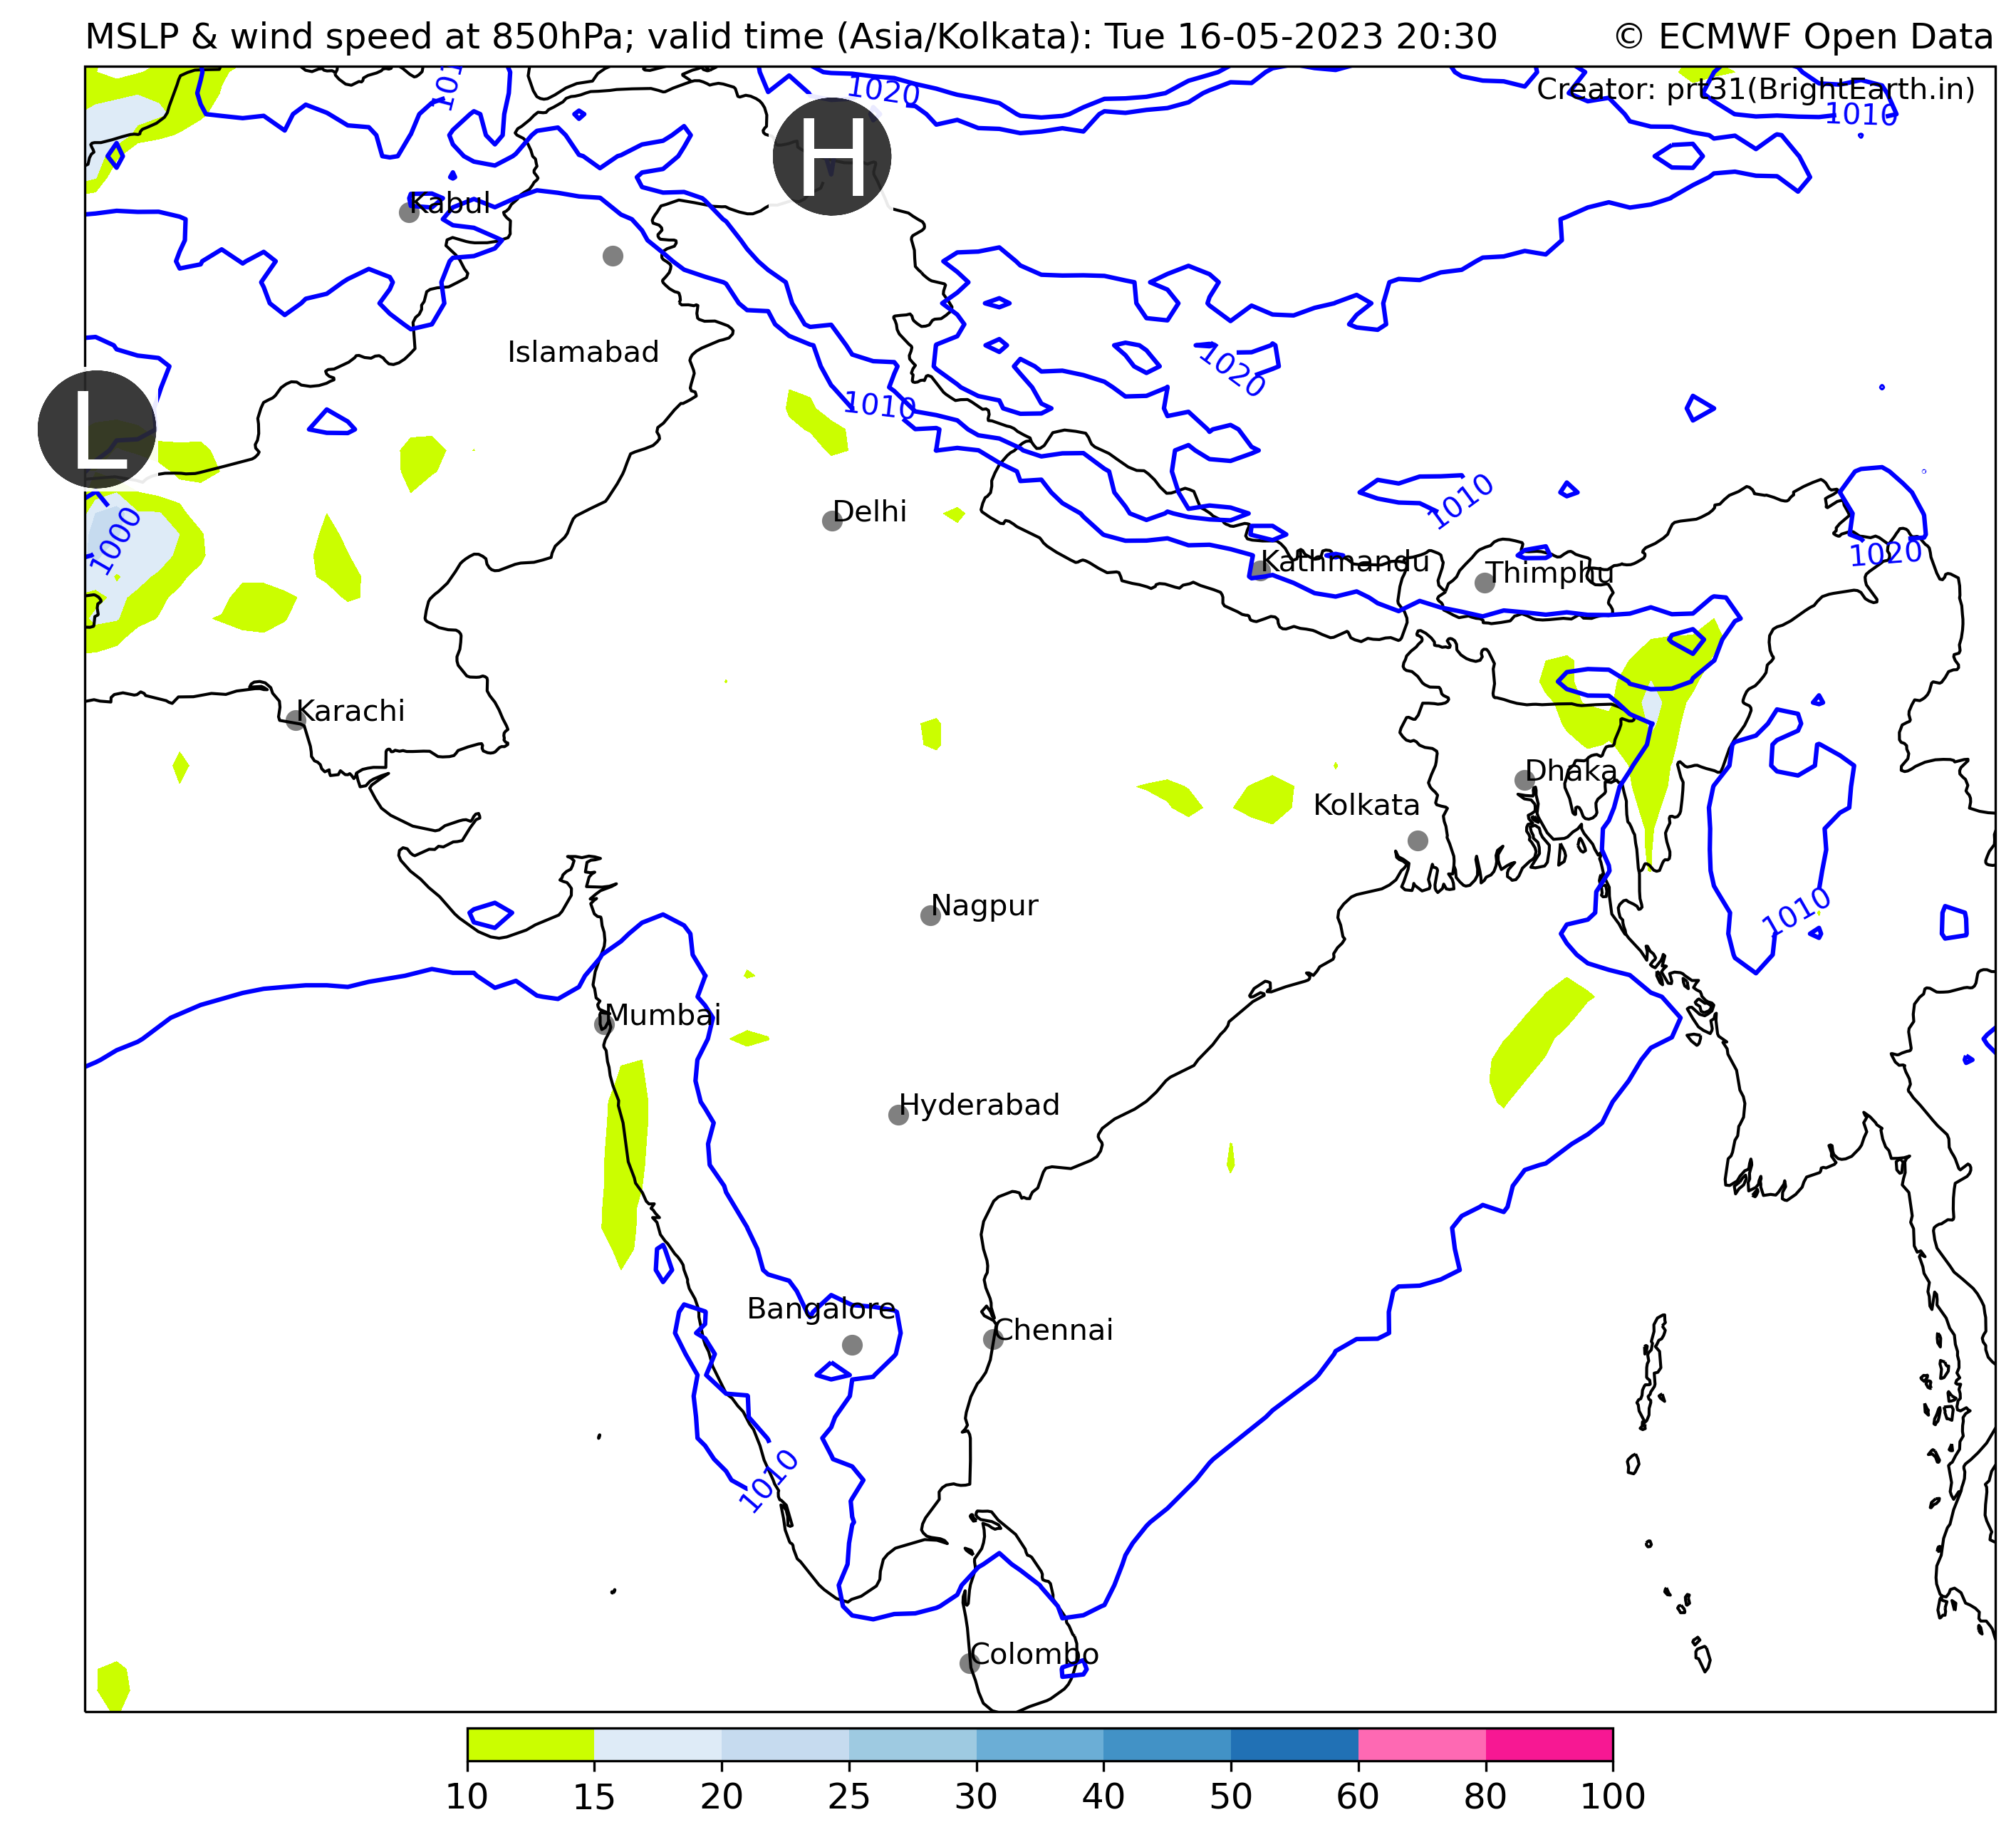 MSLP & wind speed at 850hPa; valid time (Asia/Kolkata): Tue 16-05-2023 20:30
© ECMWF Open Data
Creator: prt31(BrightEarth.in)
101
1020
1010
H
Kabul
Islamabad
1020
1010
L
1010
Delhi
1000
1020
Kathmandu
Thimphu
Karachi
Dhaka
Kolkata
Nagpur
1010
Mumbai
Hyderabad
Bangalore
Chennai
1010
Colombo
10 15 20 25 30 40 50 60 80 100